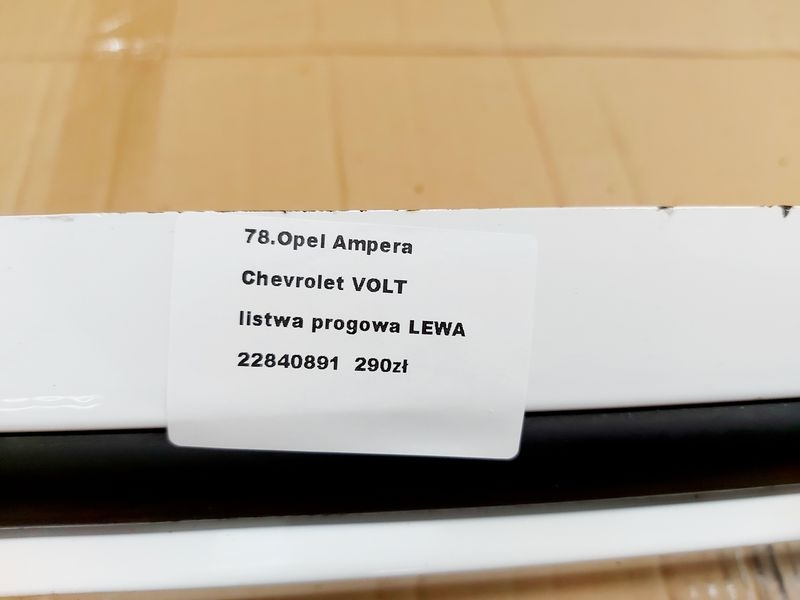 78.Opel Ampera
Chevrolet VOLT
listwa progowa LEWA
22840891 290zł